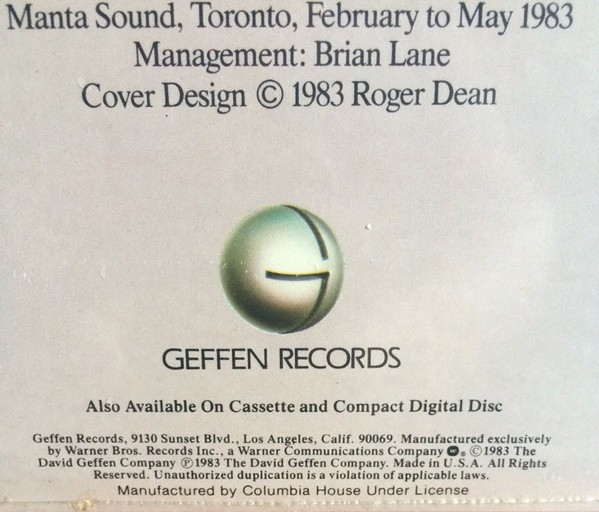 Manta Sound, Toronto, February to May 1983
Management: Brian Lane
Cover Design © 1983 Roger Dean
GEFFEN RECORDS
Also Available On Cassette and Compact Digital Disc
Geffen Records, 9130 Sunset Blvd., Los Angeles, Calif. 90069. Manufactured exclusively
by Warner Bros. Records Inc., a Warner Communications Company W. ©1983 The
David Geffen Company ℗1983 The David Geffen Company. Made in U.S.A. All Rights
Reserved. Unauthorized duplication is a violation of applicable laws.
Manufactured by Columbia House Under License